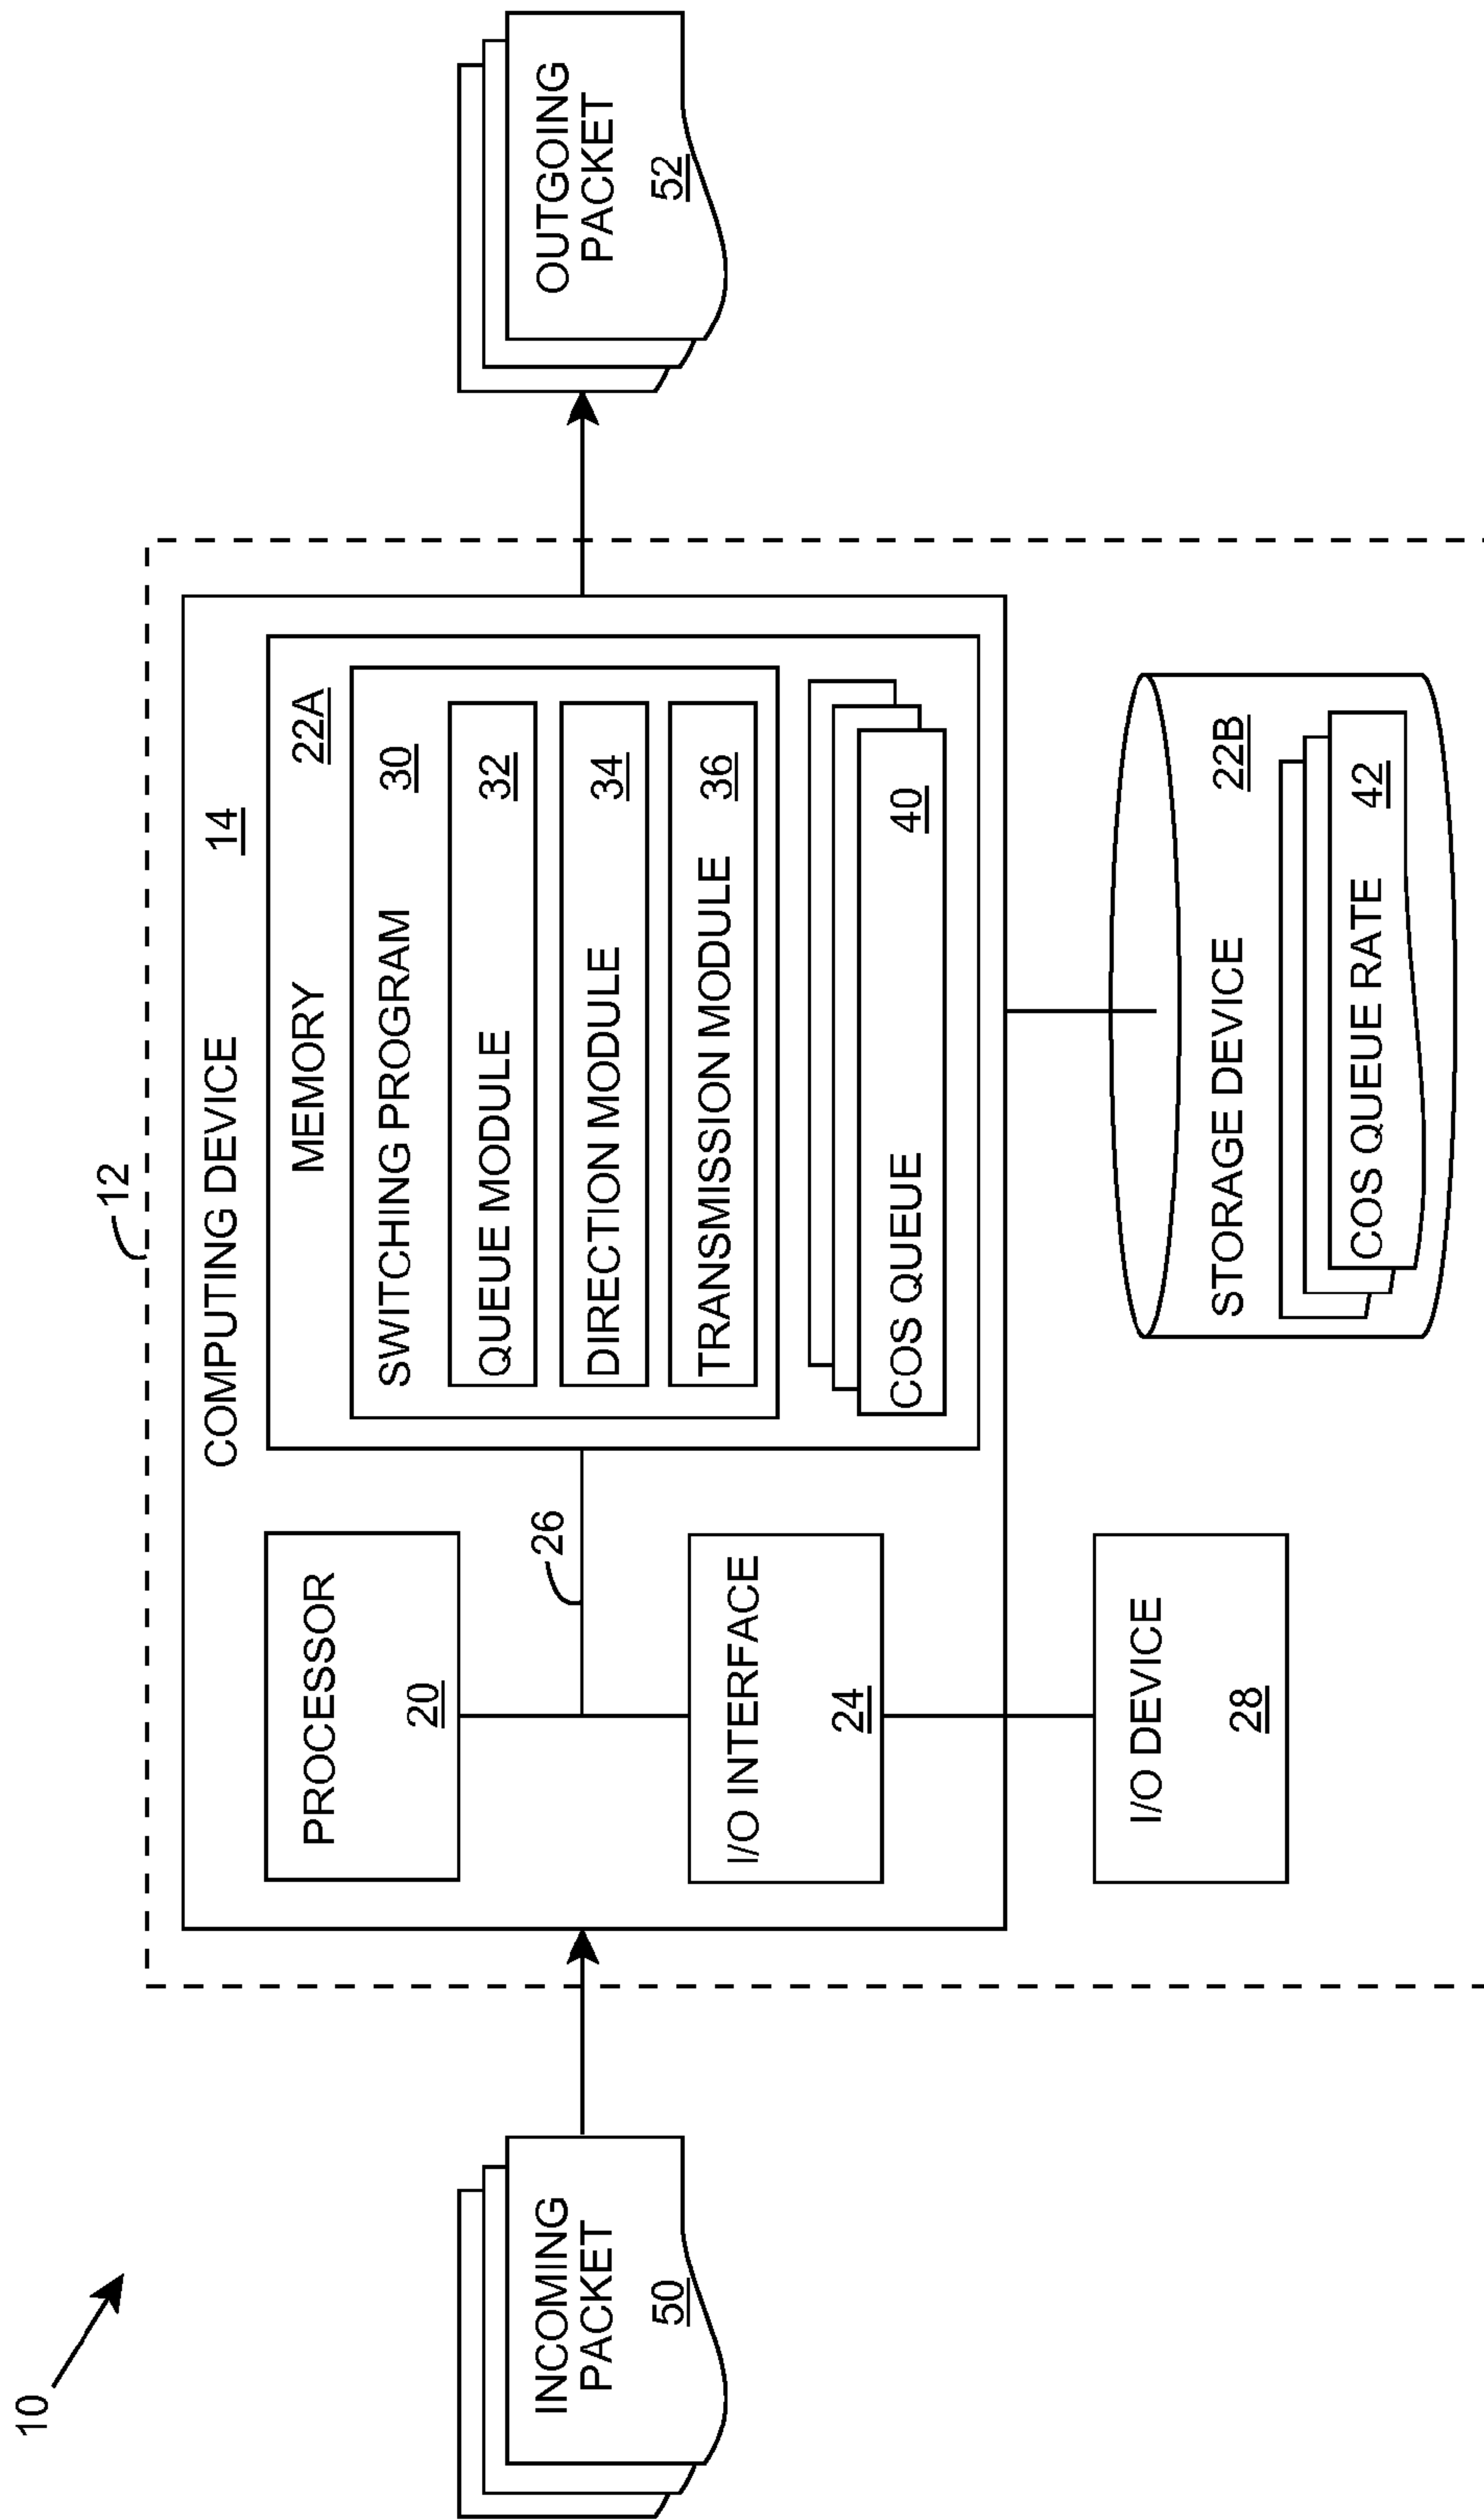 10
12
COMPUTING DEVICE 14
PROCESSOR
20
26
I/O INTERFACE
24
MEMORY 22A
SWITCHING PROGRAM 30
QUEUE MODULE 32
DIRECTION MODULE 34
TRANSMISSION MODULE 36
COS QUEUE 40
INCOMING
PACKET
50
OUTGOING
PACKET
52
I/O DEVICE
28
STORAGE DEVICE 22B
COS QUEUE RATE 42